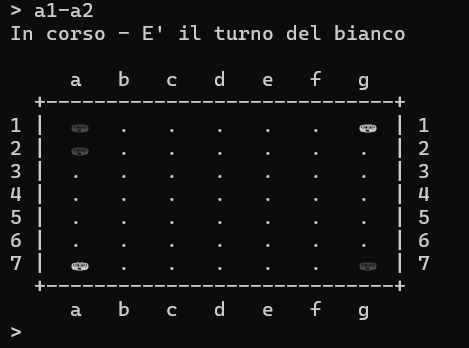 > a1-a2
In corso - E' il turno del bianco
a b c d e f g
+-----------------------------+
1 | ⛂ . . . . . ⛀ | 1
2 | ⛂ . . . . . . | 2
3 | . . . . . . . | 3
4 | . . . . . . . | 4
5 | . . . . . . . | 5
6 | . . . . . . . | 6
7 | ⛀ . . . . . ⛂ | 7
+-----------------------------+
a b c d e f g
>